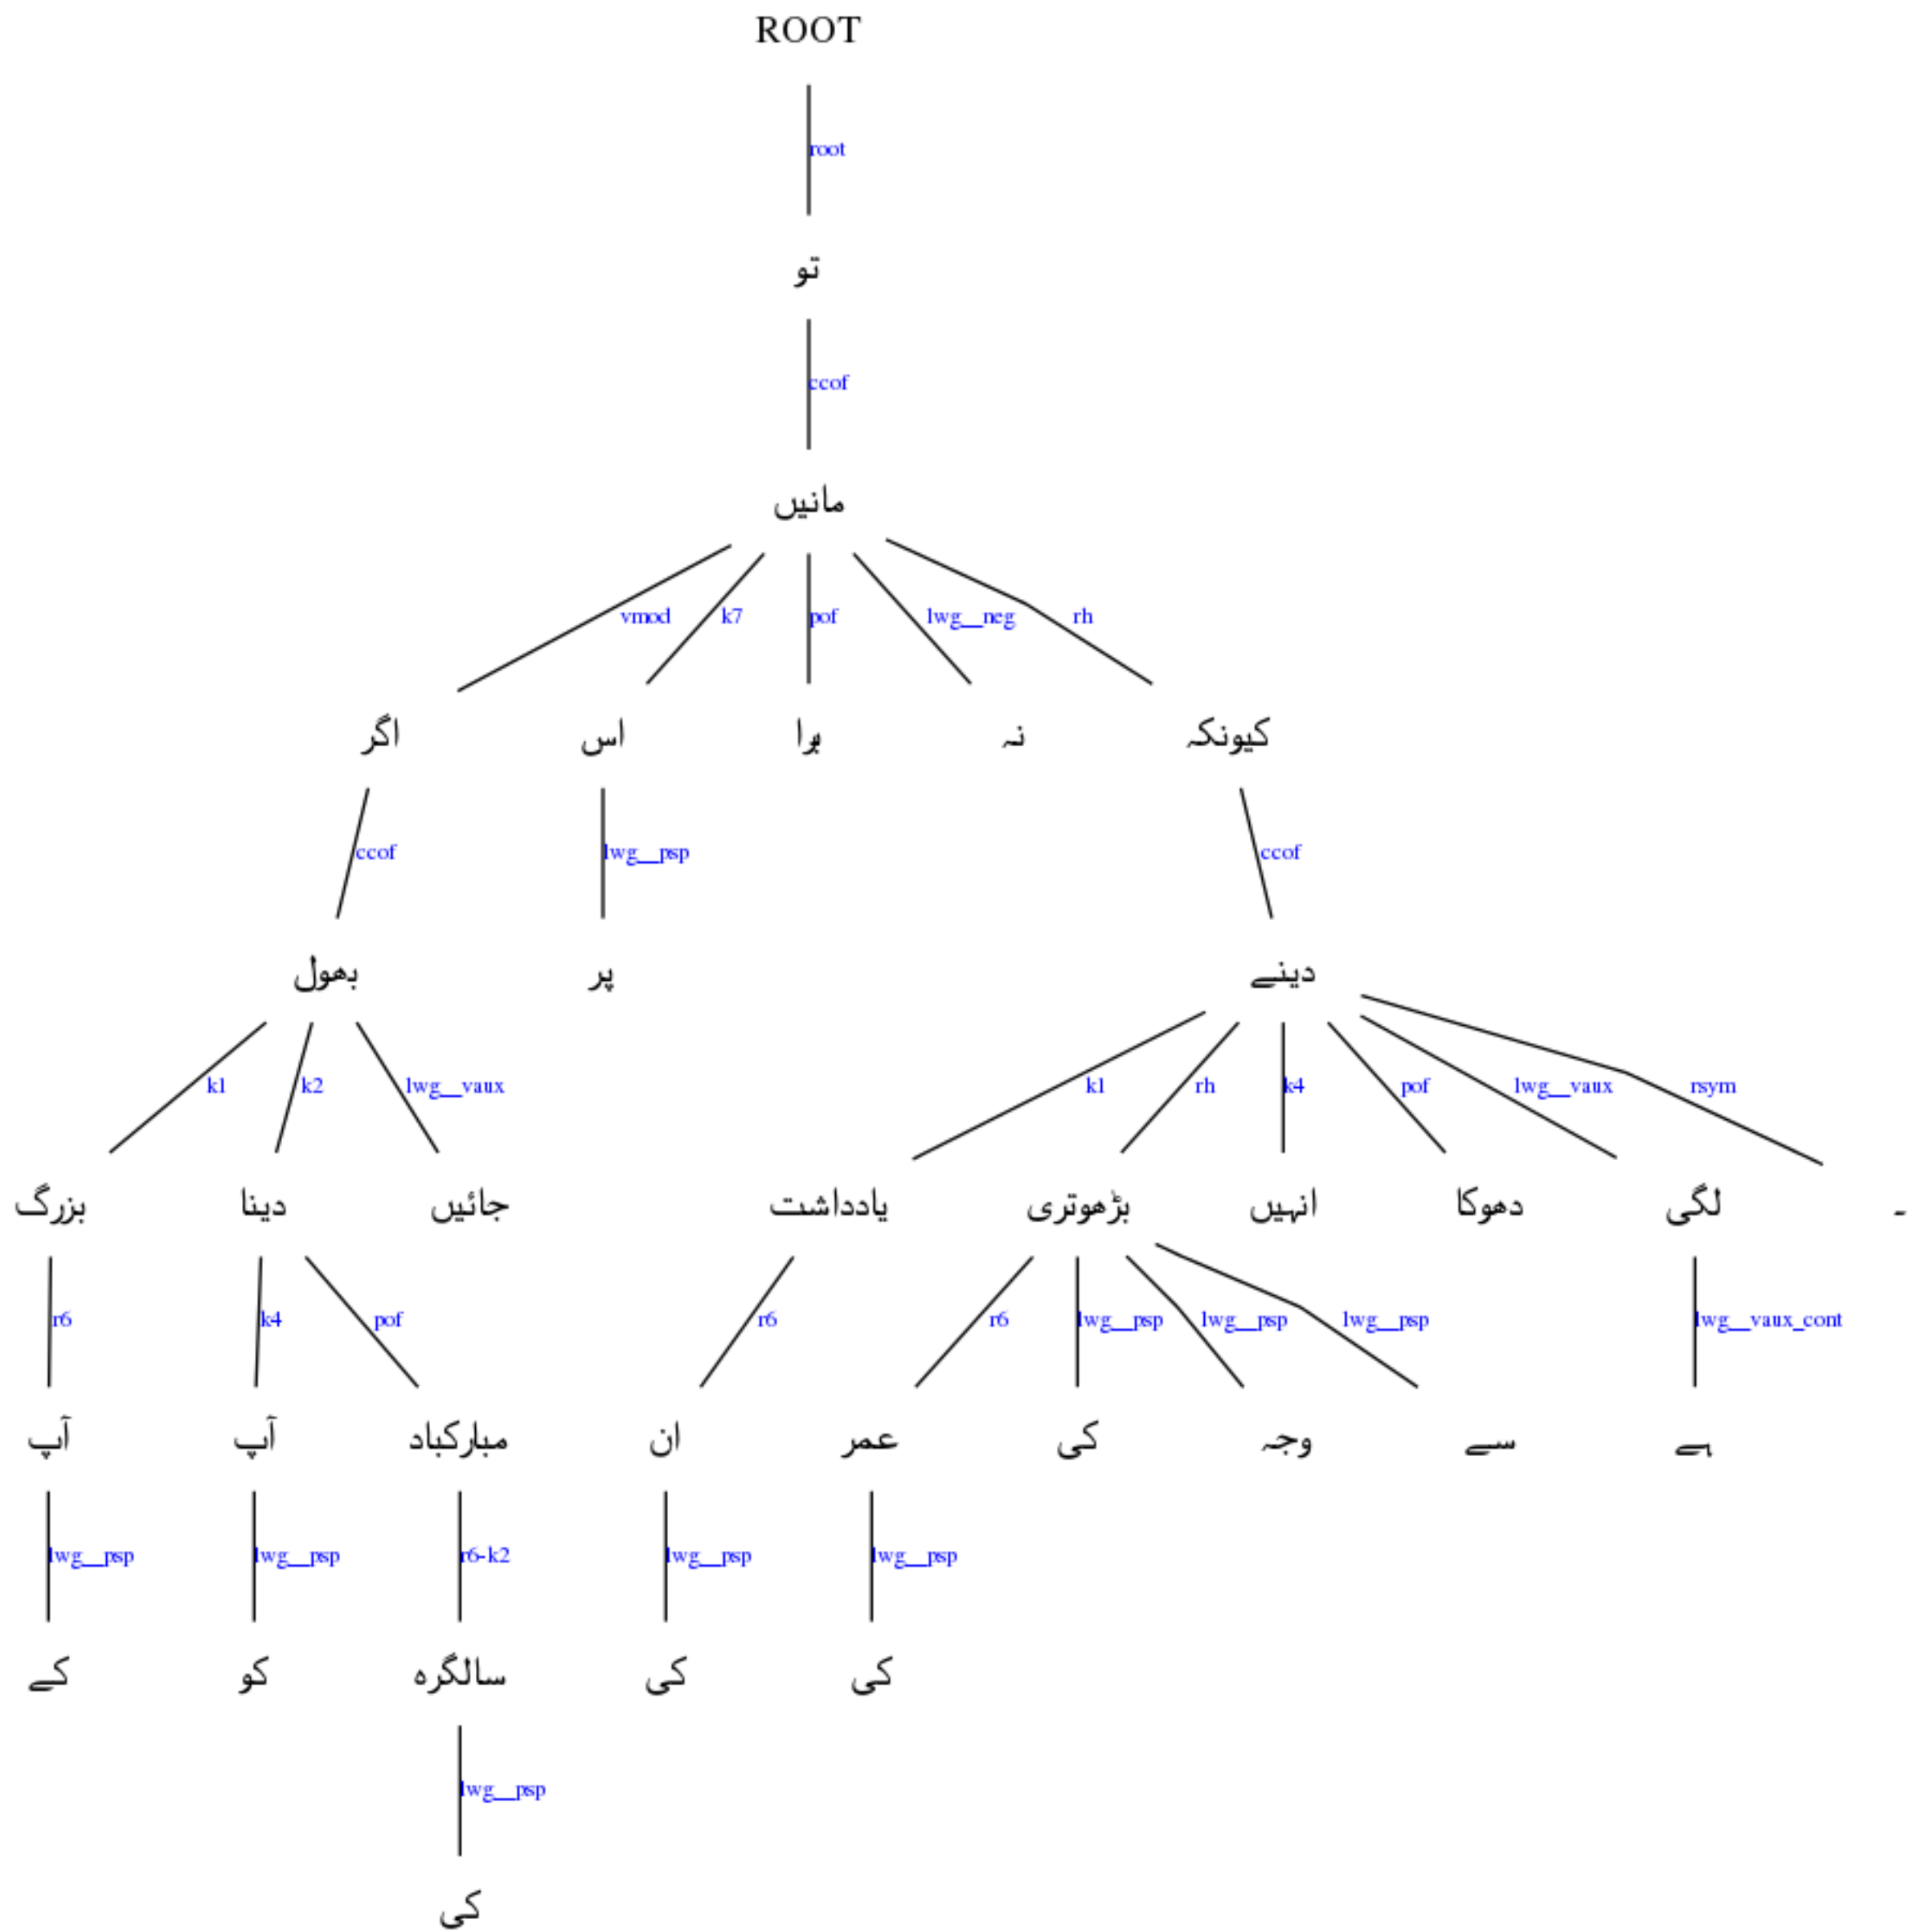 ROOT
root
تو
ccof
مانیں
vmod k7 pof lwg__neg rh
اگر اس برا نہ کیونکہ
ccof lwg__psp ccof
بھول پر دینے
k1 k2 lwg__vaux k1 rh k4 pof lwg__vaux rsym
بزرگ دینا جائیں یادداشت بڑھوتری انہیں دھوکا لگی ۔
r6 k4 pof r6 r6 lwg__psp lwg__psp lwg__psp lwg__vaux_cont
آپ آپ مبارکباد ان عمر کی وجہ سے ہے
lwg__psp lwg__psp r6-k2 lwg__psp lwg__psp
کے کو سالگرہ کی کی
lwg__psp
کی